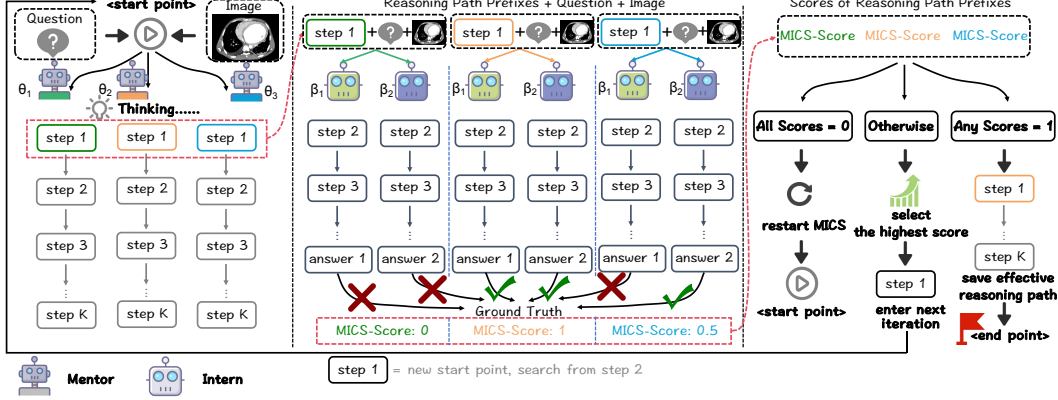 <start point>
Question
Image
θ1
θ2
θ3
Thinking......
step 1
step 1
step 1
step 2
step 2
step 2
step 3
step 3
step 3
step K
step K
step K
Reasoning Path Prefixes + Question + Image
step 1 + ? +
step 1 + ? +
step 1 + ? +
β1
β2
β1
β2
β1
β2
step 2
step 2
step 2
step 2
step 2
step 2
step 3
step 3
step 3
step 3
step 3
step 3
answer 1
answer 2
answer 1
answer 2
answer 1
answer 2
Ground Truth
MICS-Score: 0
MICS-Score: 1
MICS-Score: 0.5
Scores of Reasoning Path Prefixes
MICS-Score MICS-Score MICS-Score
All Scores = 0
Otherwise
Any Scores = 1
restart MICS
<start point>
select
the highest score
step 1
enter next
iteration
step 1
step K
save effective
reasoning path
<end point>
Mentor
Intern
step 1 = new start point, search from step 2